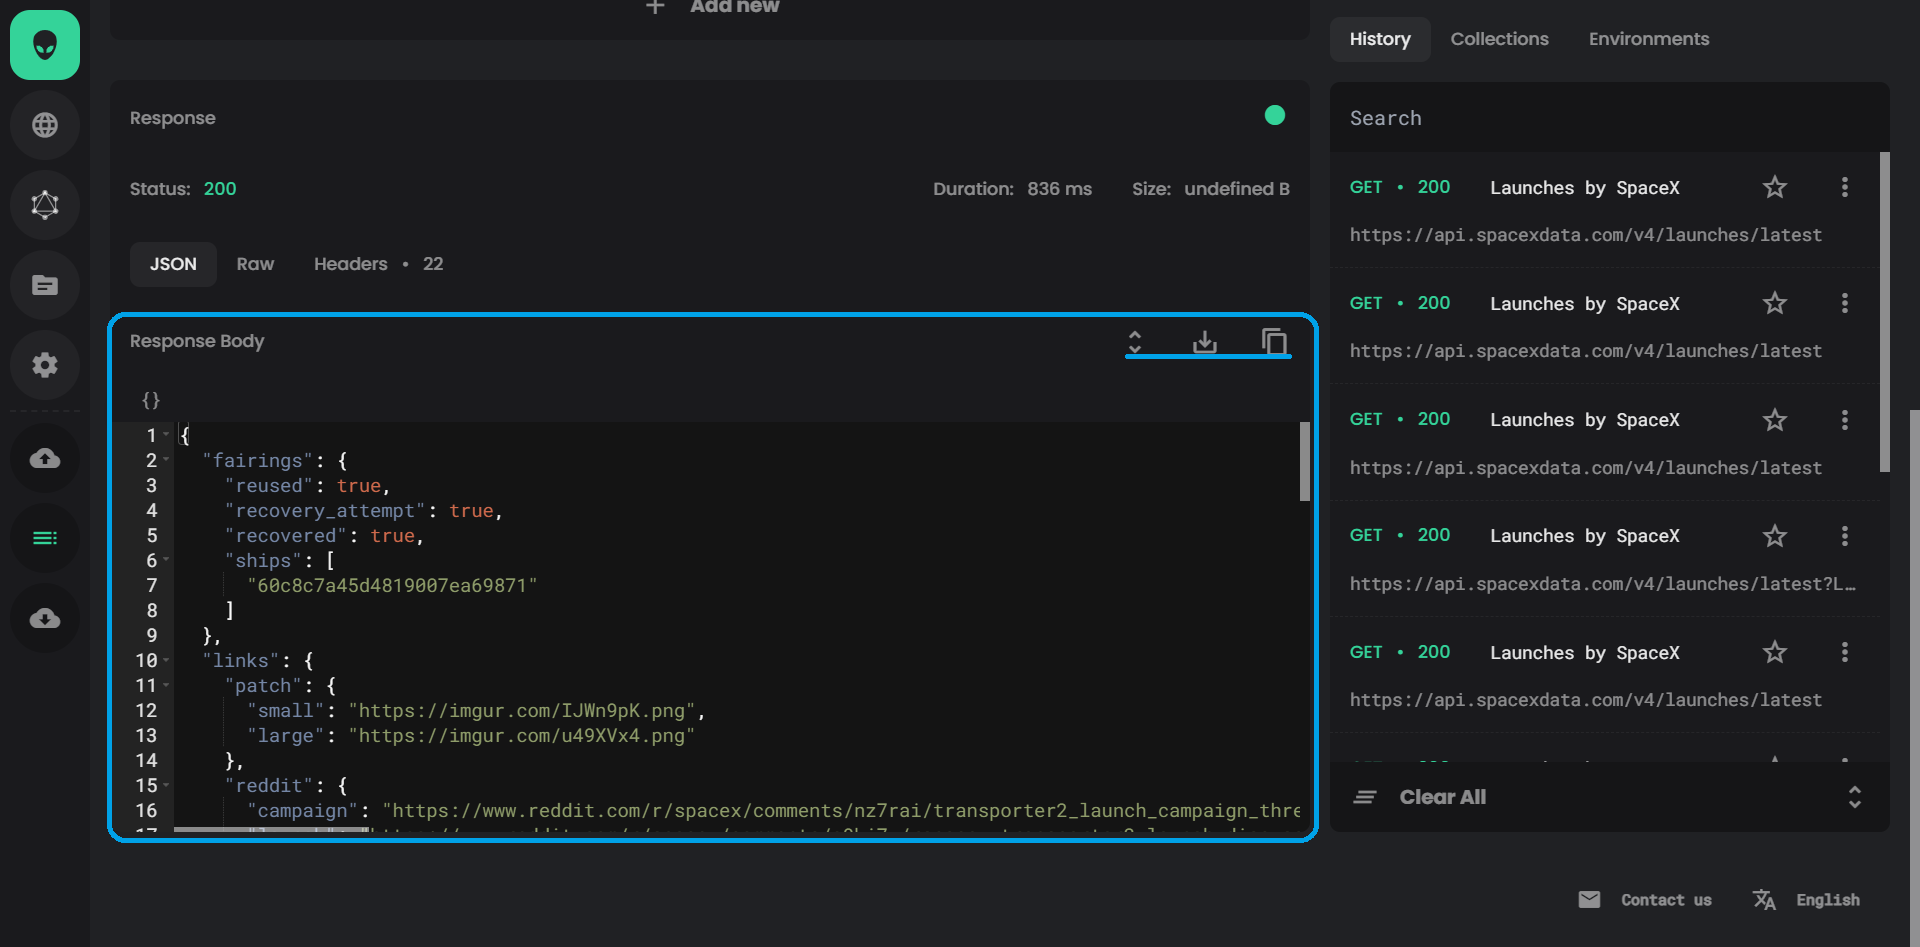 Add new
Response
Status: 200
Duration: 836 ms Size: undefined B
JSON Raw Headers • 22
Response Body
{}
1 {
2 "fairings": {
3 "reused": true,
4 "recovery_attempt": true,
5 "recovered": true,
6 "ships": [
7 "60c8c7a45d4819007ea69871"
8 ]
9 },
10 "links": {
11 "patch": {
12 "small": "https://imgur.com/IJWn9pK.png",
13 "large": "https://imgur.com/u49XVx4.png"
14 },
15 "reddit": {
16 "campaign": "https://www.reddit.com/r/spacex/comments/nz7rai/transporter2_launch_campaign_thre
17
History Collections Environments
Search
GET • 200 Launches by SpaceX
https://api.spacexdata.com/v4/launches/latest
GET • 200 Launches by SpaceX
https://api.spacexdata.com/v4/launches/latest
GET • 200 Launches by SpaceX
https://api.spacexdata.com/v4/launches/latest
GET • 200 Launches by SpaceX
https://api.spacexdata.com/v4/launches/latest?L…
GET • 200 Launches by SpaceX
https://api.spacexdata.com/v4/launches/latest
Clear All
Contact us English